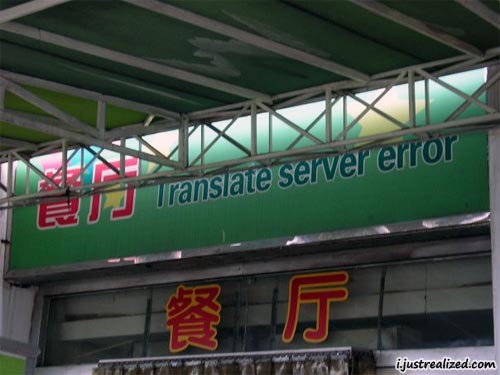 餐厅 Translate server error
餐厅
ijustrealized.com